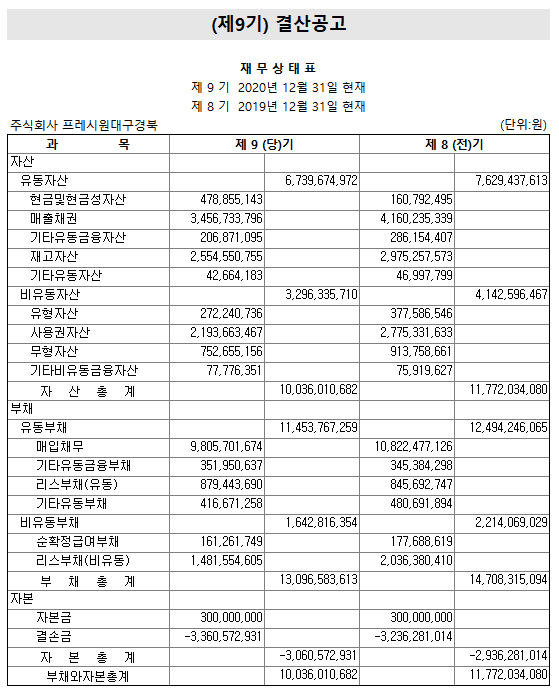 (제9기) 결산공고
재 무 상 태 표
제 9 기 2020년 12월 31일 현재
제 8 기 2019년 12월 31일 현재
주식회사 프레시원대구경북 (단위:원)
과 목 제 9 (당)기 제 8 (전)기
자산
유동자산 6,739,674,972 7,629,437,613
현금및현금성자산 478,855,143 160,792,495
매출채권 3,456,733,796 4,160,235,339
기타유동금융자산 206,871,095 286,154,407
재고자산 2,554,550,755 2,975,257,573
기타유동자산 42,664,183 46,997,799
비유동자산 3,296,335,710 4,142,596,467
유형자산 272,240,736 377,586,546
사용권자산 2,193,663,467 2,775,331,633
무형자산 752,655,156 913,758,661
기타비유동금융자산 77,776,351 75,919,627
자 산 총 계 10,036,010,682 11,772,034,080
부채
유동부채 11,453,767,259 12,494,246,065
매입채무 9,805,701,674 10,822,477,126
기타유동금융부채 351,950,637 345,384,298
리스부채(유동) 879,443,690 845,692,747
기타유동부채 416,671,258 480,691,894
비유동부채 1,642,816,354 2,214,069,029
순확정급여부채 161,261,749 177,688,619
리스부채(비유동) 1,481,554,605 2,036,380,410
부 채 총 계 13,096,583,613 14,708,315,094
자본
자본금 300,000,000 300,000,000
결손금 -3,360,572,931 -3,236,281,014
자 본 총 계 -3,060,572,931 -2,936,281,014
부채와자본총계 10,036,010,682 11,772,034,080